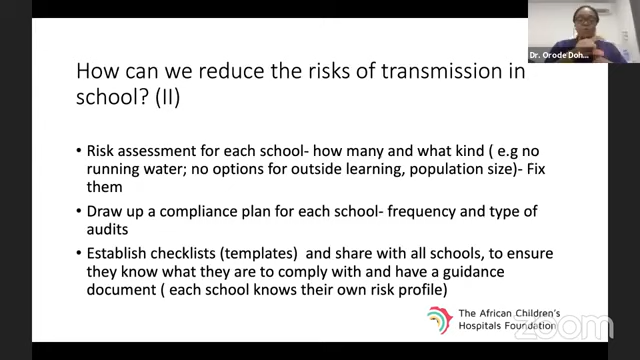 Dr. Orode Doh...
How can we reduce the risks of transmission in
school? (II)
• Risk assessment for each school- how many and what kind ( e.g no
running water; no options for outside learning, population size)- Fix
them
• Draw up a compliance plan for each school- frequency and type of
audits
• Establish checklists (templates)  and share with all schools, to ensure
they know what they are to comply with and have a guidance
document ( each school knows their own risk profile)
The African Children's
Hospitals Foundation
zoom